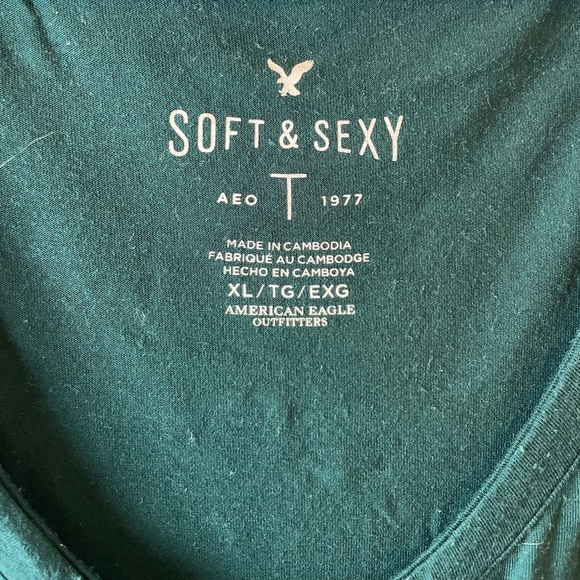 SOFT & SEXY
AEO T 1977
MADE IN CAMBODIA
FABRIQUÉ AU CAMBODGE
HECHO EN CAMBOYA
XL/TG/EXG
AMERICAN EAGLE
OUTFITTERS